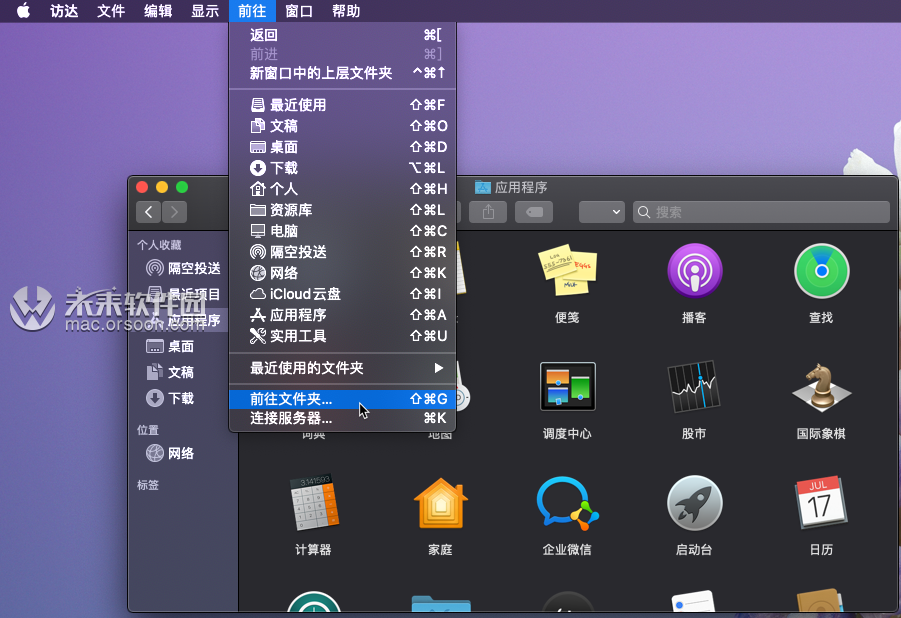 访达 文件 编辑 显示 前往 窗口 帮助
返回 ⌘[
前进 ⌘]
新窗口中的上层文件夹 ^⌘↑
最近使用 ⇧⌘F
文稿 ⇧⌘O
桌面 ⇧⌘D
下载 ⌥⌘L
个人 ⇧⌘H
资源库 ⇧⌘L
电脑 ⇧⌘C
隔空投送 ⇧⌘R
网络 ⇧⌘K
iCloud云盘 ⇧⌘I
应用程序 ⇧⌘A
实用工具 ⇧⌘U
最近使用的文件夹 ▶
前往文件夹... ⇧⌘G
连接服务器... ⌘K
应用程序
搜索
个人收藏
隔空投送
最近项目
应用程序
桌面
文稿
下载
位置
网络
标签
未来软件园
mac.orsoon.com
便笺 播客 查找
词典 地图 调度中心 股市 国际象棋
3.141593
JUL
17
计算器 家庭 企业微信 启动台 日历